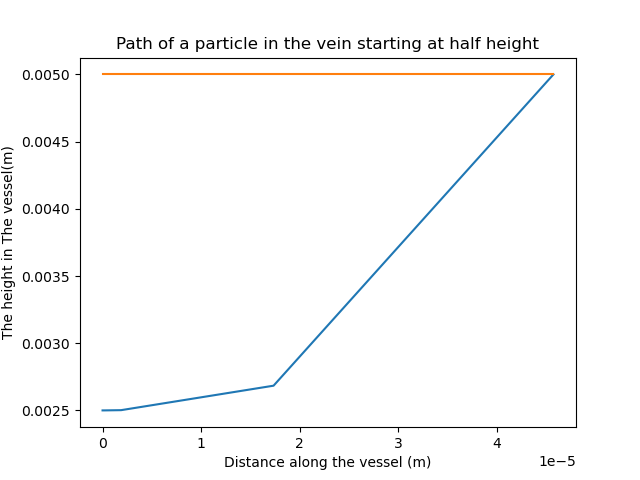 Path of a particle in the vein starting at half height
0.0050
0.0045
0.0040
0.0035
0.0030
0.0025
The height in The vessel(m)
0 1 2 3 4
1e−5
Distance along the vessel (m)